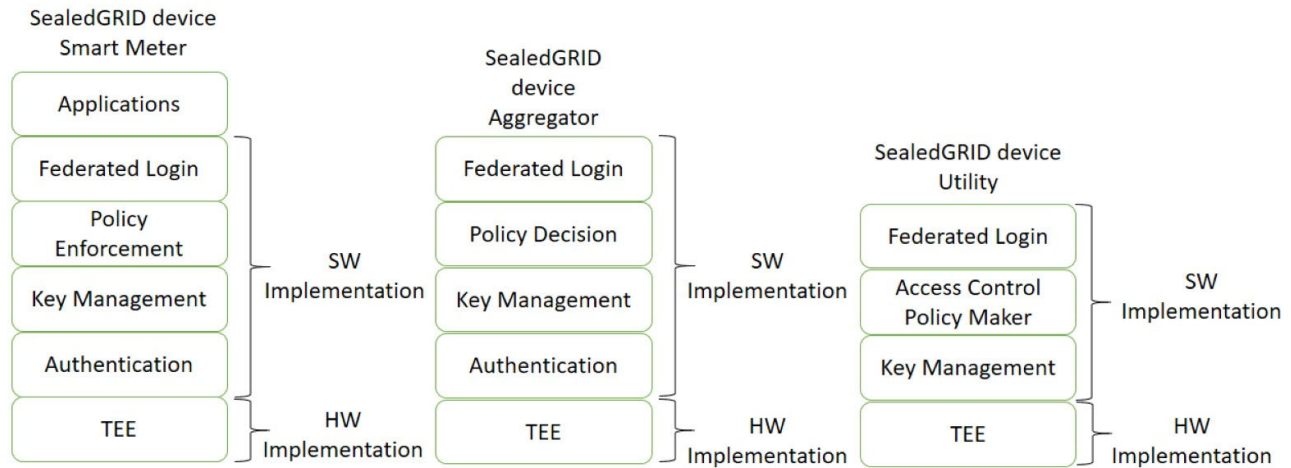 SealedGRID device
Smart Meter
Applications
Federated Login
Policy
Enforcement
Key Management
Authentication
TEE
SW
Implementation
HW
Implementation
SealedGRID
device
Aggregator
Federated Login
Policy Decision
Key Management
Authentication
TEE
SW
Implementation
HW
Implementation
SealedGRID device
Utility
Federated Login
Access Control
Policy Maker
Key Management
TEE
SW
Implementation
HW
Implementation